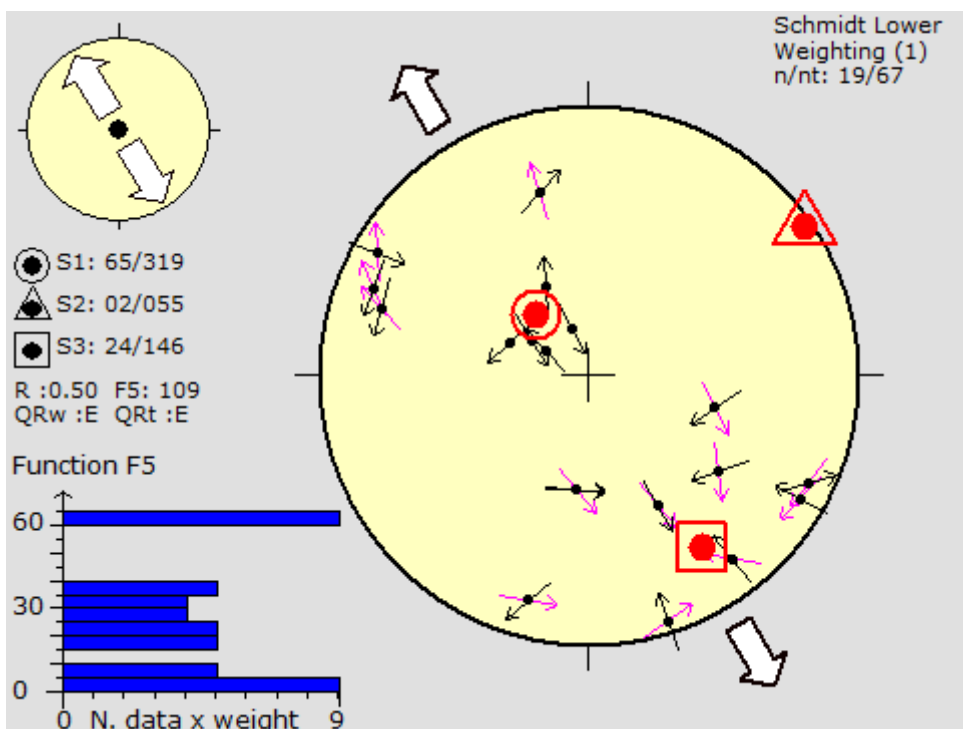 Schmidt Lower
Weighting (1)
n/nt: 19/67
S1: 65/319
S2: 02/055
S3: 24/146
R :0.50 F5: 109
QRw :E QRt :E
Function F5
60
30
0
0 N. data x weight 9